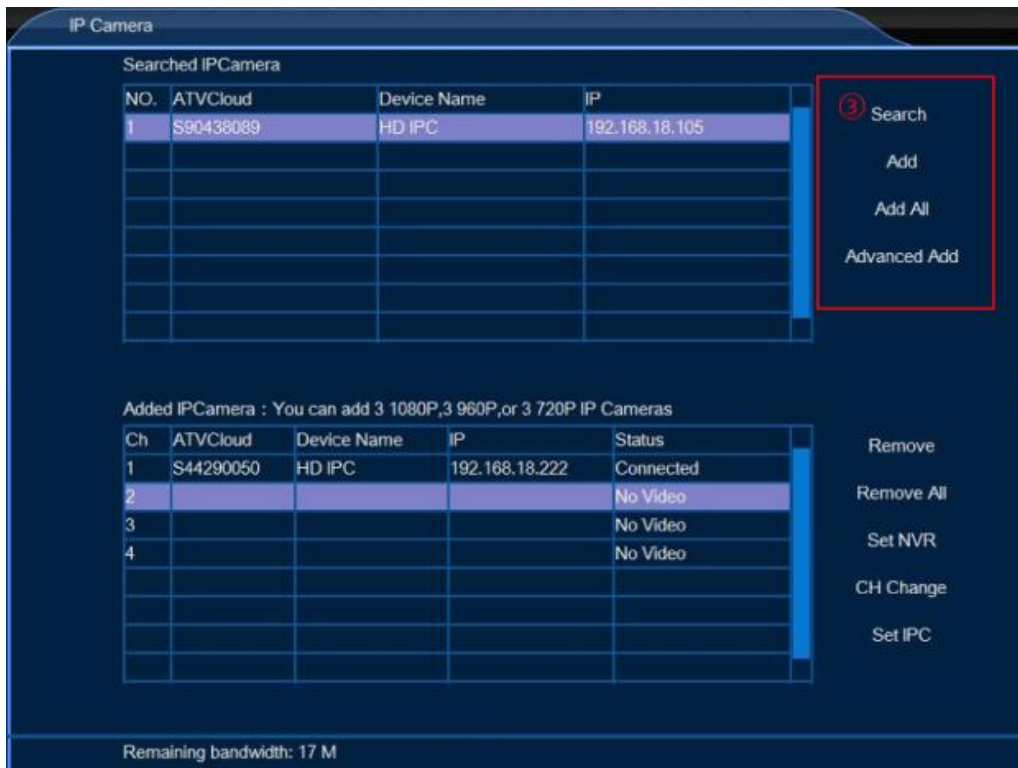 IP Camera
Searched IPCamera
NO. ATVCloud Device Name IP
1 S90438089 HD IPC 192.168.18.105
③ Search
Add
Add All
Advanced Add
Added IPCamera : You can add 3 1080P,3 960P,or 3 720P IP Cameras
Ch ATVCloud Device Name IP Status
1 S44290050 HD IPC 192.168.18.222 Connected
2 No Video
3 No Video
4 No Video
Remove
Remove All
Set NVR
CH Change
Set IPC
Remaining bandwidth: 17 M